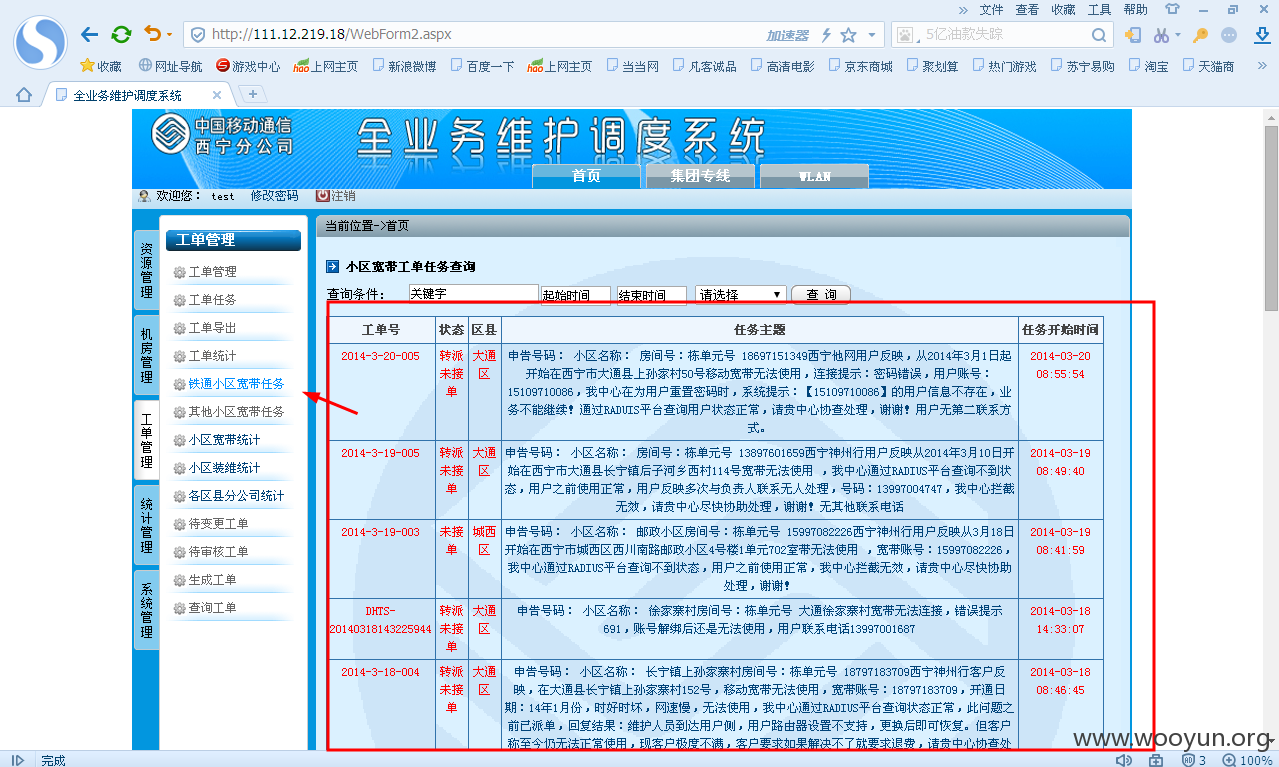 文件 查看 收藏 工具 帮助
http://111.12.219.18/WebForm2.aspx
加速器
5亿油款失踪
收藏 网址导航 游戏中心 hao上网主页 新浪微博 百度一下 hao上网主页 当当网 凡客诚品 高清电影 京东商城 聚划算 热门游戏 苏宁易购 淘宝 天猫商
全业务维护调度系统
中国移动通信
西宁分公司
全业务维护调度系统
首页 集团专线 WLAN
欢迎您： test 修改密码 注销
资源管理
机房管理
工单管理
统计管理
系统管理
工单管理
工单管理
工单任务
工单导出
工单统计
铁通小区宽带任务
其他小区宽带任务
小区宽带统计
小区装维统计
各区县分公司统计
待变更工单
待审核工单
生成工单
查询工单
当前位置->首页
小区宽带工单任务查询
查询条件： 关键字 起始时间 结束时间 请选择 查 询
工单号 状态 区县 任务主题 任务开始时间
2014-3-20-005
转派未接单
大通区
申告号码： 小区名称： 房间号：栋单元号 18697151349西宁他网用户反映，从2014年3月1日起
开始在西宁市大通县上孙家村50号移动宽带无法使用，连接提示：密码错误，用户账号：
15109710086，我中心在为用户重置密码时，系统提示：【15109710086】的用户信息不存在，业
务不能继续！通过RADUIS平台查询用户状态正常，请贵中心协查处理，谢谢！用户无第二联系方
式。
2014-03-20
08:55:54
2014-3-19-005
转派未接单
大通区
申告号码： 小区名称： 房间号：栋单元号 13897601659西宁神州行用户反映从2014年3月10日开
始在西宁市大通县长宁镇后子河乡西村114号宽带无法使用 ，我中心通过RADIUS平台查询不到状
态，用户之前使用正常，用户反映多次与负责人联系无人处理，号码：13997004747，我中心拦截
无效，请贵中心尽快协助处理，谢谢！无其他联系电话
2014-03-19
08:49:40
2014-3-19-003
未接单
城西区
申告号码： 小区名称： 邮政小区房间号：栋单元号 15997082226西宁神州行用户反映从3月18日
开始在西宁市城西区西川南路邮政小区4号楼1单元702室带无法使用 ，宽带账号：15997082226，
我中心通过RADIUS平台查询不到状态，用户之前使用正常，我中心拦截无效，请贵中心尽快协助
处理，谢谢！
2014-03-19
08:41:59
DHTS-
20140318143225944
转派未接单
大通区
申告号码： 小区名称： 徐家寨村房间号：栋单元号 大通徐家寨村宽带无法连接，错误提示
691，账号解绑后还是无法使用，用户联系电话13997001687
2014-03-18
14:33:07
2014-3-18-004
转派未接单
大通区
申告号码： 小区名称： 长宁镇上孙家寨村房间号：栋单元号 18797183709西宁神州行客户反
映，在大通县长宁镇上孙家寨村152号，移动宽带无法使用，宽带账号：18797183709，开通日
期：14年1月份，时好时坏，网速慢，无法使用，我中心通过RADIUS平台查询状态正常，此问题之
前已派单，回复结果：维护人员到达用户侧，用户路由器设置不支持，更换后即可恢复。但客户
称至今仍无法正常使用，现客户极度不满，客户要求如果解决不了就要求退费，请贵中心协查处
2014-03-18
08:46:45
www.wooyun.org
完成
3
100%